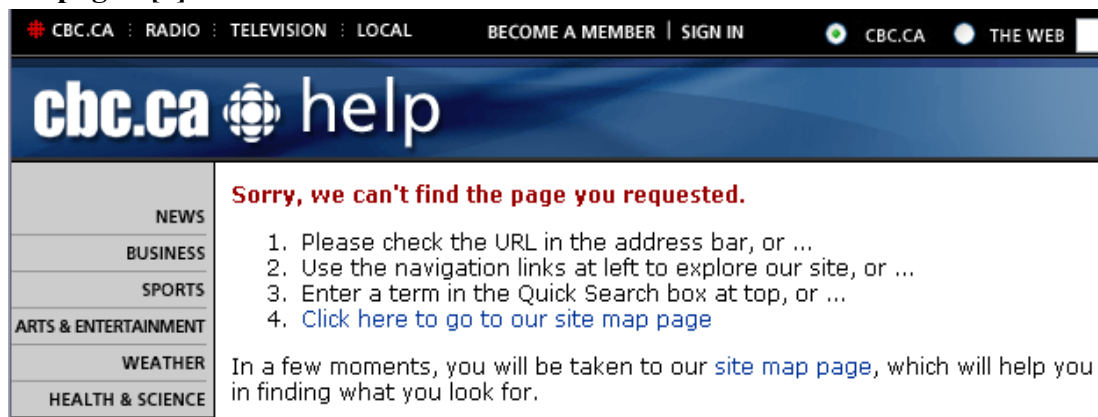 CBC.CA : RADIO : TELEVISION : LOCAL BECOME A MEMBER | SIGN IN CBC.CA THE WEB
cbc.ca help
Sorry, we can't find the page you requested.
NEWS
BUSINESS
SPORTS
ARTS & ENTERTAINMENT
WEATHER
HEALTH & SCIENCE
1. Please check the URL in the address bar, or ...
2. Use the navigation links at left to explore our site, or ...
3. Enter a term in the Quick Search box at top, or ...
4. Click here to go to our site map page
In a few moments, you will be taken to our site map page, which will help you
in finding what you look for.